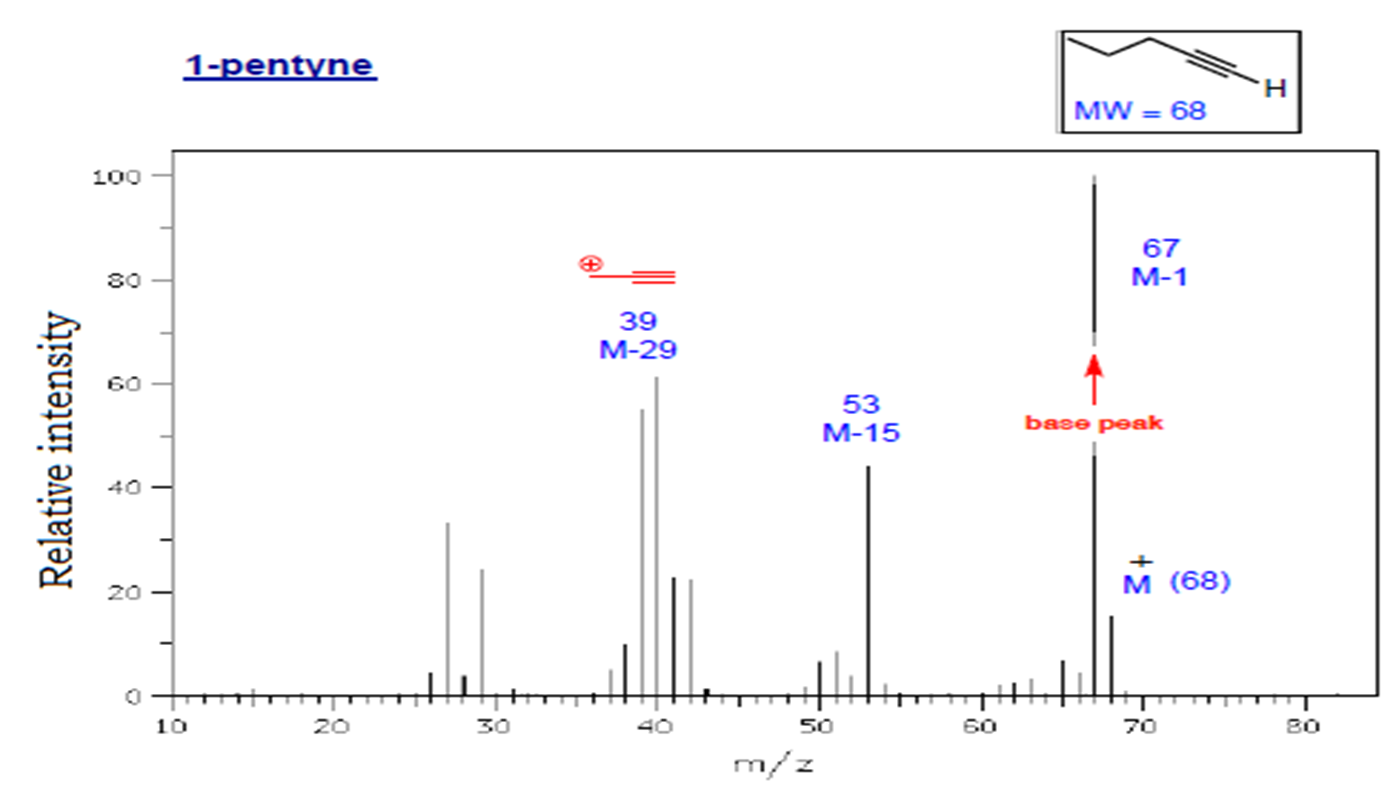 1-pentyne
H
MW = 68
100
80
60
40
20
0
Relative intensity
⊕
39
M-29
53
M-15
67
M-1
base peak
+
M (68)
10 20 30 40 50 60 70 80
m/z